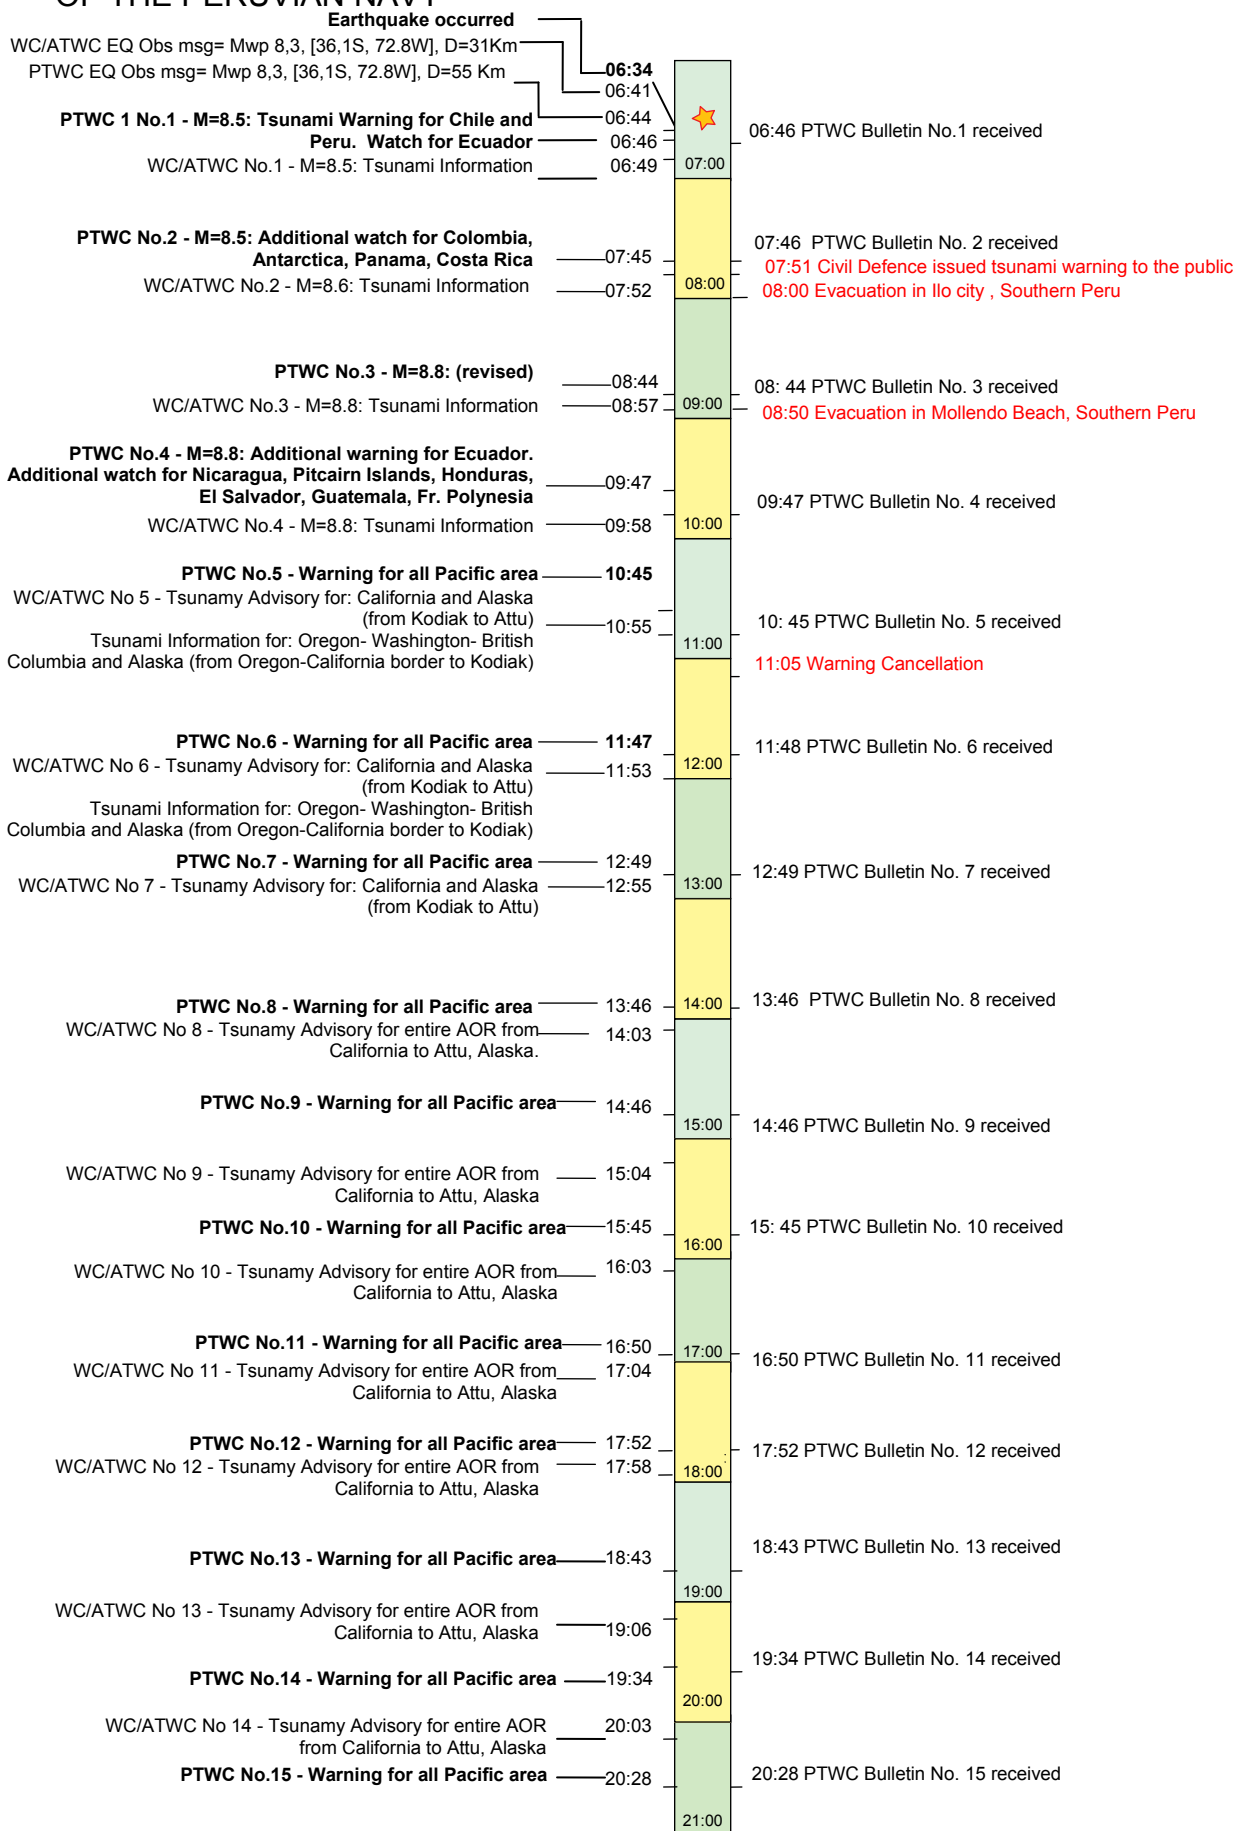 OF THE PERUVIAN NAVY
Earthquake occurred
WC/ATWC EQ Obs msg= Mwp 8,3, [36,1S, 72.8W], D=31Km
PTWC EQ Obs msg= Mwp 8,3, [36,1S, 72.8W], D=55 Km
06:34
06:41
06:44
PTWC 1 No.1 - M=8.5: Tsunami Warning for Chile and
Peru.  Watch for Ecuador
06:46
WC/ATWC No.1 - M=8.5: Tsunami Information
06:49
07:00
06:46 PTWC Bulletin No.1 received
PTWC No.2 - M=8.5: Additional watch for Colombia,
Antarctica, Panama, Costa Rica
07:45
WC/ATWC No.2 - M=8.6: Tsunami Information
07:52
08:00
07:46  PTWC Bulletin No. 2 received
07:51 Civil Defence issued tsunami warning to the public
08:00 Evacuation in Ilo city , Southern Peru
PTWC No.3 - M=8.8: (revised)
08:44
WC/ATWC No.3 - M=8.8: Tsunami Information
08:57
09:00
08: 44 PTWC Bulletin No. 3 received
08:50 Evacuation in Mollendo Beach, Southern Peru
PTWC No.4 - M=8.8: Additional warning for Ecuador.
Additional watch for Nicaragua, Pitcairn Islands, Honduras,
El Salvador, Guatemala, Fr. Polynesia
09:47
WC/ATWC No.4 - M=8.8: Tsunami Information
09:58
10:00
09:47 PTWC Bulletin No. 4 received
PTWC No.5 - Warning for all Pacific area
10:45
WC/ATWC No 5 - Tsunamy Advisory for: California and Alaska
(from Kodiak to Attu)
10:55
Tsunami Information for: Oregon- Washington- British
Columbia and Alaska (from Oregon-California border to Kodiak)
11:00
10: 45 PTWC Bulletin No. 5 received
11:05 Warning Cancellation
PTWC No.6 - Warning for all Pacific area
11:47
WC/ATWC No 6 - Tsunamy Advisory for: California and Alaska
(from Kodiak to Attu)
11:53
Tsunami Information for: Oregon- Washington- British
Columbia and Alaska (from Oregon-California border to Kodiak)
12:00
11:48 PTWC Bulletin No. 6 received
PTWC No.7 - Warning for all Pacific area
12:49
WC/ATWC No 7 - Tsunamy Advisory for: California and Alaska
(from Kodiak to Attu)
12:55
13:00
12:49 PTWC Bulletin No. 7 received
PTWC No.8 - Warning for all Pacific area
13:46
14:00
13:46  PTWC Bulletin No. 8 received
WC/ATWC No 8 - Tsunamy Advisory for entire AOR from
California to Attu, Alaska.
14:03
PTWC No.9 - Warning for all Pacific area
14:46
15:00
14:46 PTWC Bulletin No. 9 received
WC/ATWC No 9 - Tsunamy Advisory for entire AOR from
California to Attu, Alaska
15:04
PTWC No.10 - Warning for all Pacific area
15:45
16:00
15: 45 PTWC Bulletin No. 10 received
WC/ATWC No 10 - Tsunamy Advisory for entire AOR from
California to Attu, Alaska
16:03
PTWC No.11 - Warning for all Pacific area
16:50
17:00
16:50 PTWC Bulletin No. 11 received
WC/ATWC No 11 - Tsunamy Advisory for entire AOR from
California to Attu, Alaska
17:04
PTWC No.12 - Warning for all Pacific area
17:52
17:52 PTWC Bulletin No. 12 received
WC/ATWC No 12 - Tsunamy Advisory for entire AOR from
California to Attu, Alaska
17:58
18:00
PTWC No.13 - Warning for all Pacific area
18:43
18:43 PTWC Bulletin No. 13 received
19:00
WC/ATWC No 13 - Tsunamy Advisory for entire AOR from
California to Attu, Alaska
19:06
PTWC No.14 - Warning for all Pacific area
19:34
19:34 PTWC Bulletin No. 14 received
20:00
WC/ATWC No 14 - Tsunamy Advisory for entire AOR
from California to Attu, Alaska
20:03
PTWC No.15 - Warning for all Pacific area
20:28
20:28 PTWC Bulletin No. 15 received
21:00